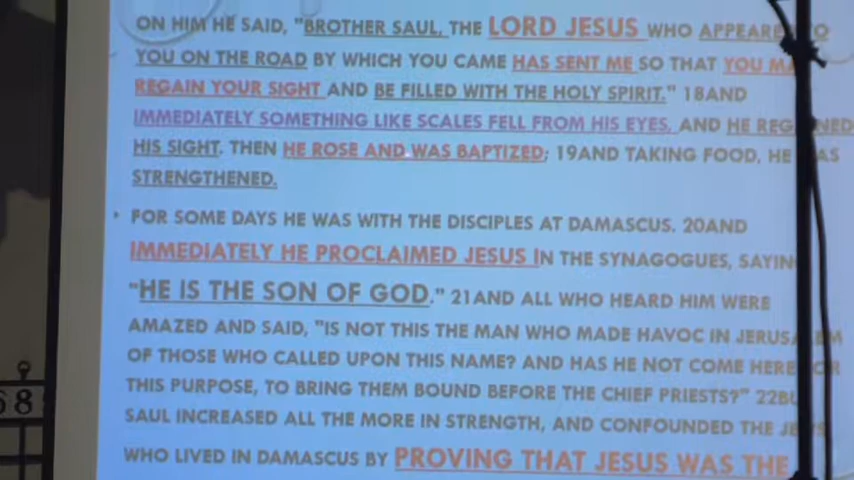 ON HIM HE SAID, "BROTHER SAUL, THE LORD JESUS WHO APPEARED TO
YOU ON THE ROAD BY WHICH YOU CAME HAS SENT ME SO THAT YOU MA
REGAIN YOUR SIGHT AND BE FILLED WITH THE HOLY SPIRIT." 18AND
IMMEDIATELY SOMETHING LIKE SCALES FELL FROM HIS EYES, AND HE REGAINED
HIS SIGHT. THEN HE ROSE AND WAS BAPTIZED; 19AND TAKING FOOD, HE WAS
STRENGTHENED.
FOR SOME DAYS HE WAS WITH THE DISCIPLES AT DAMASCUS. 20AND
IMMEDIATELY HE PROCLAIMED JESUS IN THE SYNAGOGUES, SAYIN
"HE IS THE SON OF GOD." 21AND ALL WHO HEARD HIM WERE
AMAZED AND SAID, "IS NOT THIS THE MAN WHO MADE HAVOC IN JERUSALEM
OF THOSE WHO CALLED UPON THIS NAME? AND HAS HE NOT COME HERE FOR
THIS PURPOSE, TO BRING THEM BOUND BEFORE THE CHIEF PRIESTS?" 22BU
SAUL INCREASED ALL THE MORE IN STRENGTH, AND CONFOUNDED THE JEWS
WHO LIVED IN DAMASCUS BY PROVING THAT JESUS WAS THE
68